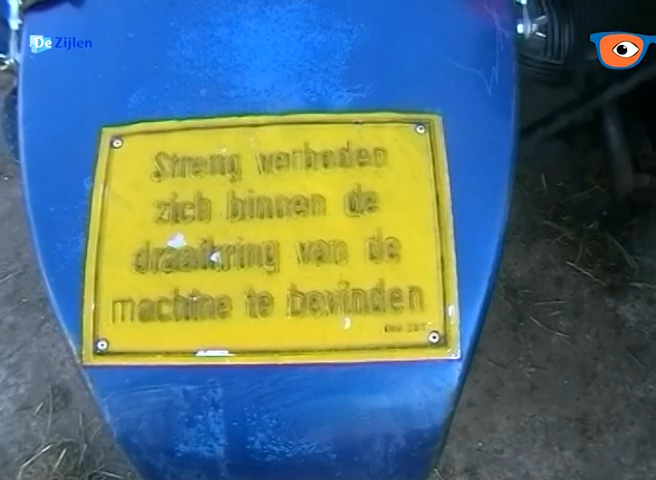 De Zijlen
Streng verboden
zich binnen de
draaikring van de
machine te bevinden